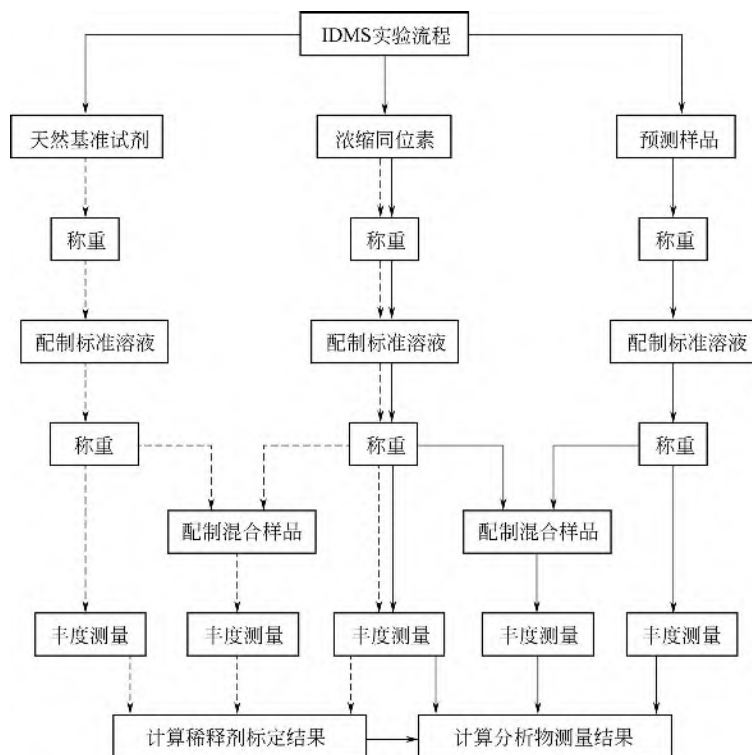 IDMS实验流程
天然基准试剂
浓缩同位素
预测样品
称重
称重
称重
配制标准溶液
配制标准溶液
配制标准溶液
称重
称重
称重
配制混合样品
配制混合样品
丰度测量
丰度测量
丰度测量
丰度测量
丰度测量
计算稀释剂标定结果
计算分析物测量结果